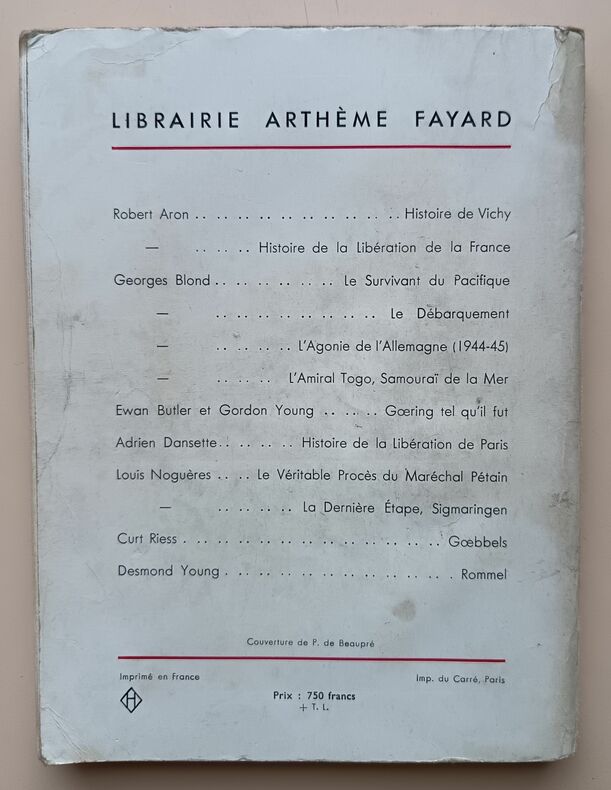 LIBRAIRIE ARTHÈME FAYARD
Robert Aron .. .. .. .. .. .. .. .. .. .. Histoire de Vichy
— .. .. .. Histoire de la Libération de la France
Georges Blond .. .. .. .. .. .. Le Survivant du Pacifique
— .. .. .. .. .. .. .. .. Le Débarquement
— .. .. .. .. L'Agonie de l'Allemagne (1944-45)
— .. .. .. L'Amiral Togo, Samouraï de la Mer
Ewan Butler et Gordon Young .. .. .. Gœring tel qu'il fut
Adrien Dansette .. .. .. .. Histoire de la Libération de Paris
Louis Noguères .. .. Le Véritable Procès du Maréchal Pétain
— .. .. .. .. La Dernière Étape, Sigmaringen
Curt Riess .. .. .. .. .. .. .. .. .. .. .. .. Gœbbels
Desmond Young .. .. .. .. .. .. .. .. .. .. .. Rommel
Couverture de P. de Beaupré
Imprimé en France
Imp. du Carré, Paris
H
Prix : 750 francs
+ T. L.